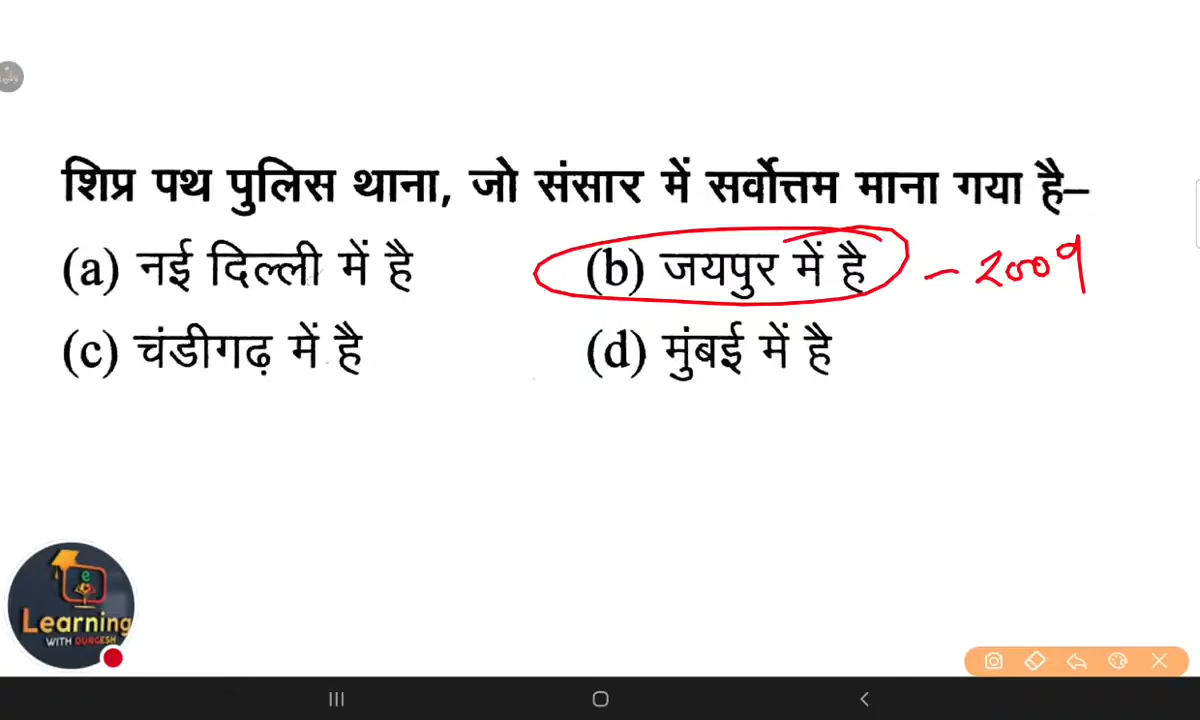 शिप्र पथ पुलिस थाना, जो संसार में सर्वोत्तम माना गया है–
(a) नई दिल्ली में है (b) जयपुर में है – 2009
(c) चंडीगढ़ में है (d) मुंबई में है
e
Learning
WITH DURGESH